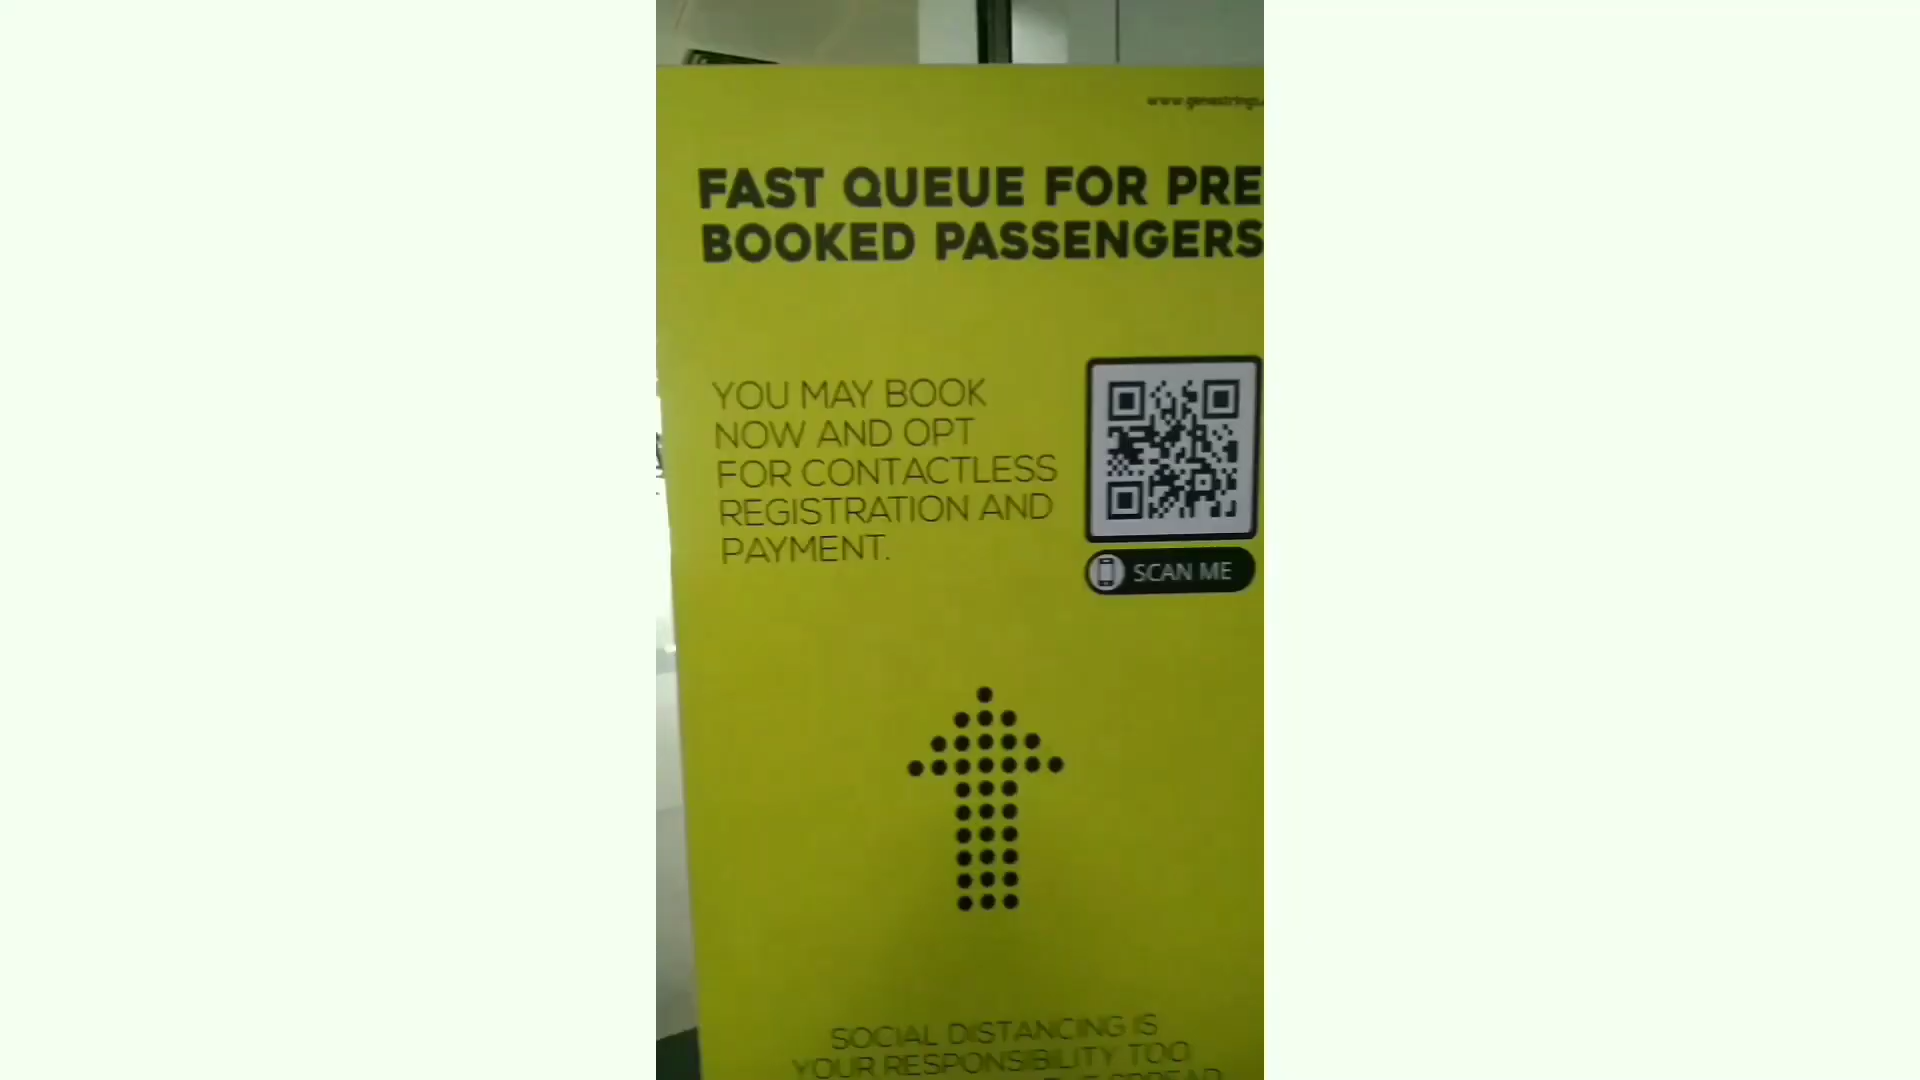 FAST QUEUE FOR PRE
BOOKED PASSENGERS
YOU MAY BOOK
NOW AND OPT
FOR CONTACTLESS
REGISTRATION AND
PAYMENT.
SCAN ME
SOCIAL DISTANCING IS
YOUR RESPONSIBILITY TOO
SPREAD